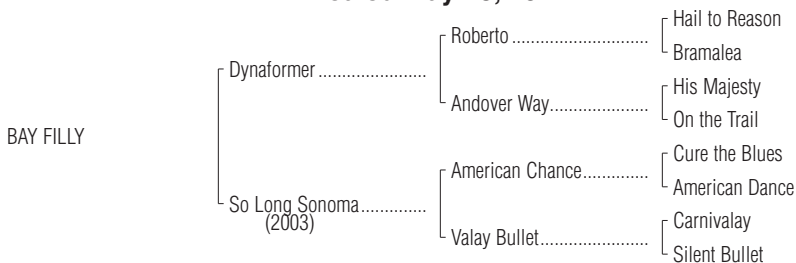 Hail to Reason
Roberto
Bramalea
Dynaformer
His Majesty
Andover Way
On the Trail
BAY FILLY
Cure the Blues
American Chance
American Dance
So Long Sonoma
(2003)
Carnivalay
Valay Bullet
Silent Bullet